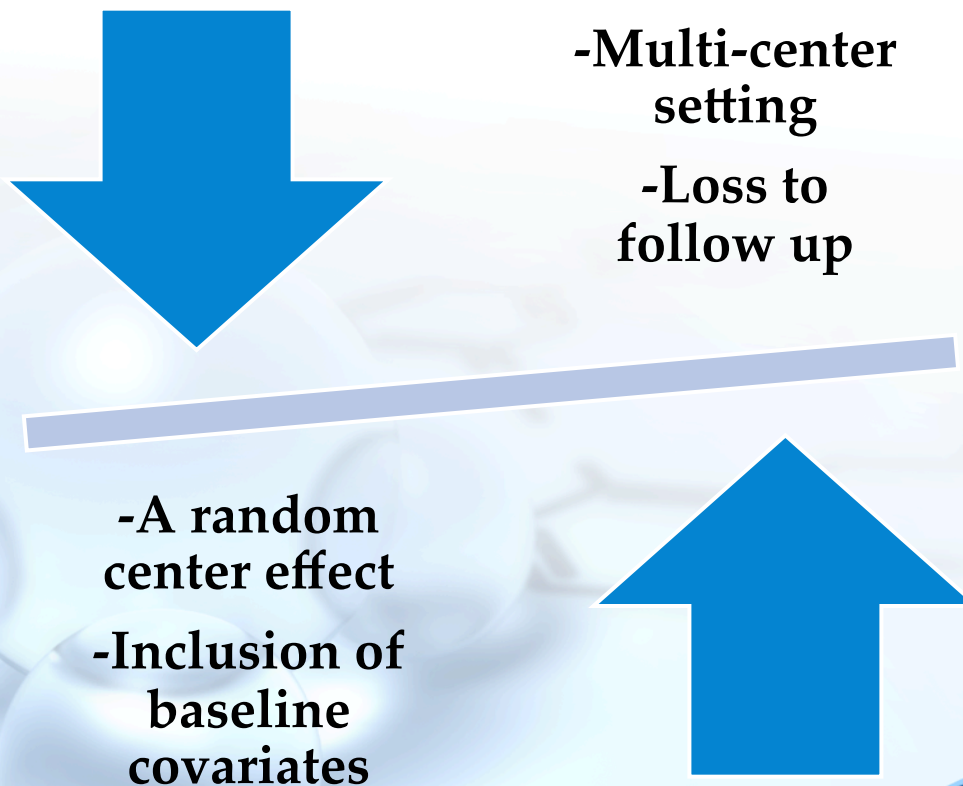 -Multi-center
setting
-Loss to
follow up
-A random
center effect
-Inclusion of
baseline
covariates